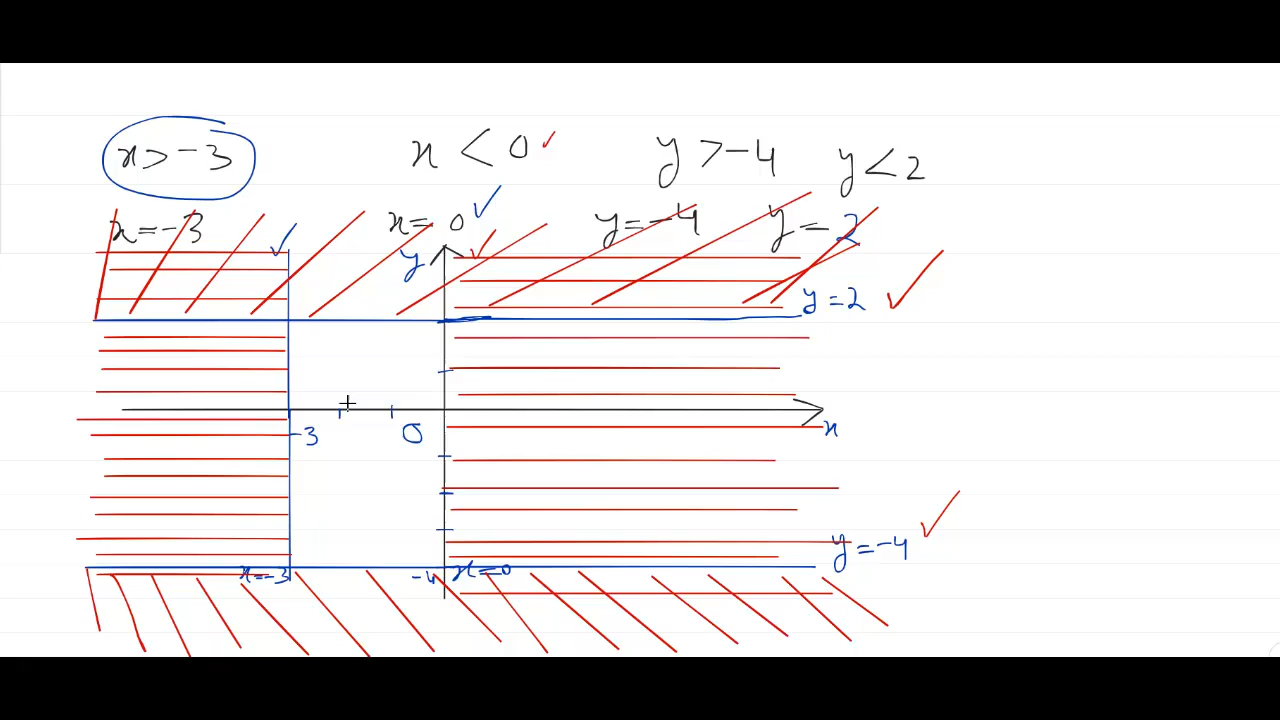 x > -3 x < 0 y > -4 y < 2
x = -3 x = 0 y = -4 y = 2
y
y = 2
-3 0 x
y = -4
x = -3 -4 x = 0